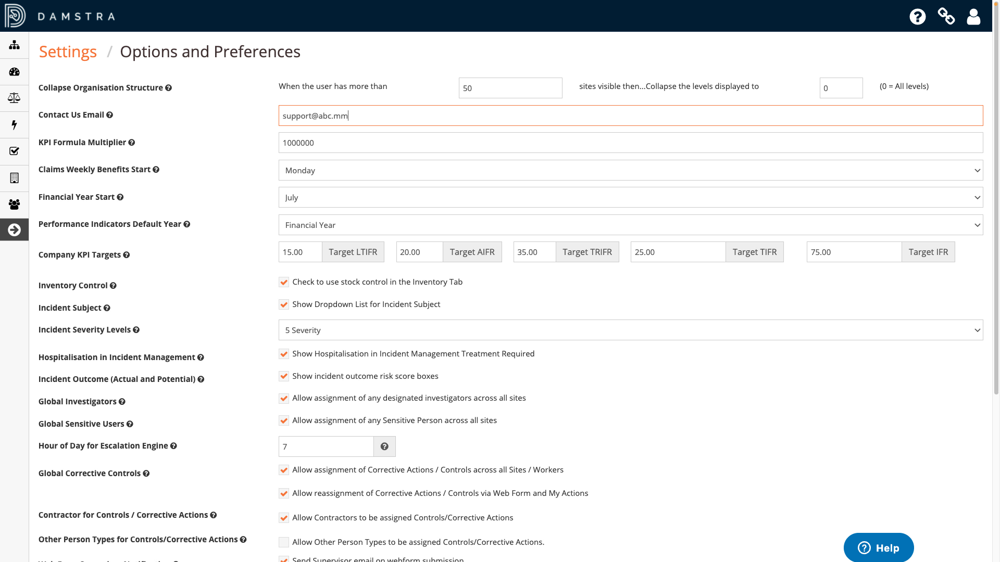 DAMSTRA
Settings / Options and Preferences
Collapse Organisation Structure
When the user has more than 50 sites visible then...Collapse the levels displayed to 0 (0 = All levels)
Contact Us Email
support@abc.mm
KPI Formula Multiplier
1000000
Claims Weekly Benefits Start
Monday
Financial Year Start
July
Performance Indicators Default Year
Financial Year
Company KPI Targets
15.00 Target LTIFR 20.00 Target AIFR 35.00 Target TRIFR 25.00 Target TIFR 75.00 Target IFR
Inventory Control
Check to use stock control in the Inventory Tab
Incident Subject
Show Dropdown List for Incident Subject
Incident Severity Levels
5 Severity
Hospitalisation in Incident Management
Show Hospitalisation in Incident Management Treatment Required
Incident Outcome (Actual and Potential)
Show incident outcome risk score boxes
Global Investigators
Allow assignment of any designated investigators across all sites
Global Sensitive Users
Allow assignment of any Sensitive Person across all sites
Hour of Day for Escalation Engine
7
Global Corrective Controls
Allow assignment of Corrective Actions / Controls across all Sites / Workers
Allow reassignment of Corrective Actions / Controls via Web Form and My Actions
Contractor for Controls / Corrective Actions
Allow Contractors to be assigned Controls/Corrective Actions
Other Person Types for Controls/Corrective Actions
Allow Other Person Types to be assigned Controls/Corrective Actions.
Send Supervisor email on webform submission
Help